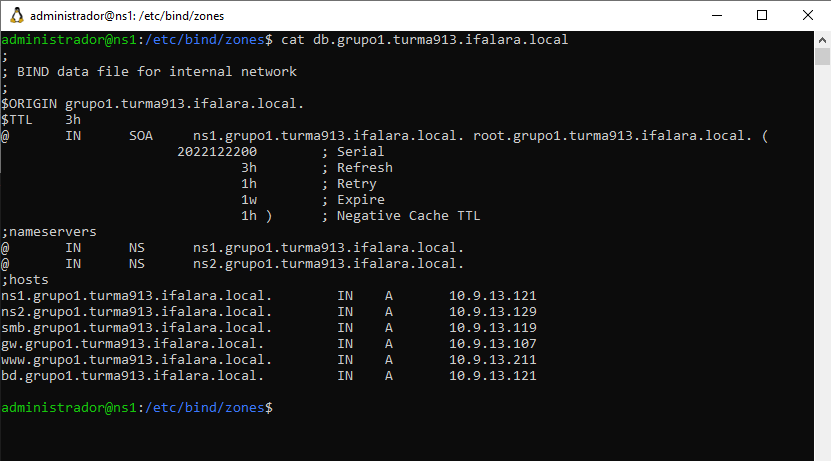 administrador@ns1: /etc/bind/zones
administrador@ns1:/etc/bind/zones$ cat db.grupo1.turma913.ifalara.local
;
; BIND data file for internal network
;
$ORIGIN grupo1.turma913.ifalara.local.
$TTL    3h
@       IN      SOA     ns1.grupo1.turma913.ifalara.local. root.grupo1.turma913.ifalara.local. (
                      2022122200        ; Serial
                              3h        ; Refresh
                              1h        ; Retry
                              1w        ; Expire
                              1h )      ; Negative Cache TTL
;nameservers
@       IN      NS      ns1.grupo1.turma913.ifalara.local.
@       IN      NS      ns2.grupo1.turma913.ifalara.local.
;hosts
ns1.grupo1.turma913.ifalara.local.        IN    A       10.9.13.121
ns2.grupo1.turma913.ifalara.local.        IN    A       10.9.13.129
smb.grupo1.turma913.ifalara.local.        IN    A       10.9.13.119
gw.grupo1.turma913.ifalara.local.         IN    A       10.9.13.107
www.grupo1.turma913.ifalara.local.        IN    A       10.9.13.211
bd.grupo1.turma913.ifalara.local.         IN    A       10.9.13.121
administrador@ns1:/etc/bind/zones$